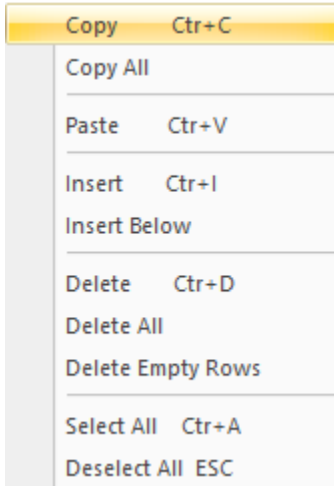 Copy Ctr+C
Copy All
Paste Ctr+V
Insert Ctr+I
Insert Below
Delete Ctr+D
Delete All
Delete Empty Rows
Select All Ctr+A
Deselect All ESC